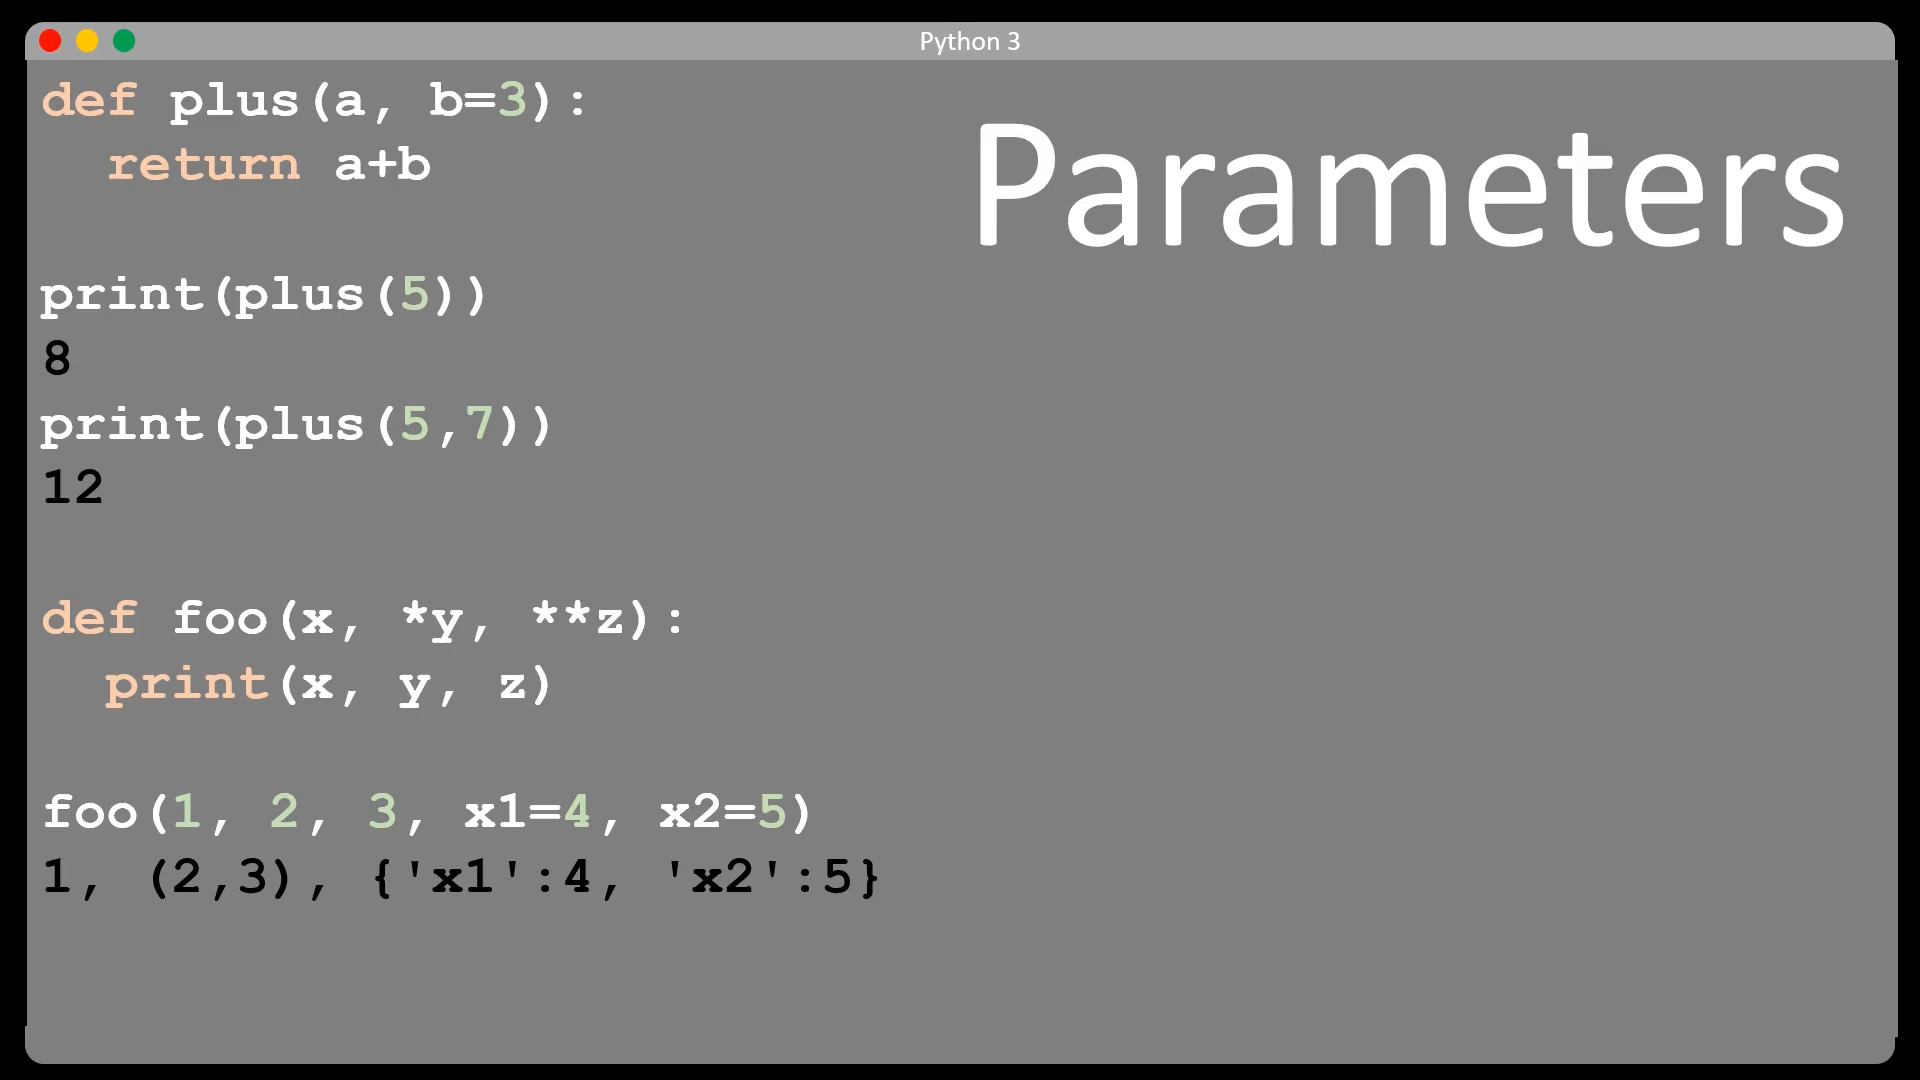 Python 3
def plus(a, b=3):
  return a+b
Parameters
print(plus(5))
8
print(plus(5,7))
12
def foo(x, *y, **z):
  print(x, y, z)
foo(1, 2, 3, x1=4, x2=5)
1, (2,3), {'x1':4, 'x2':5}